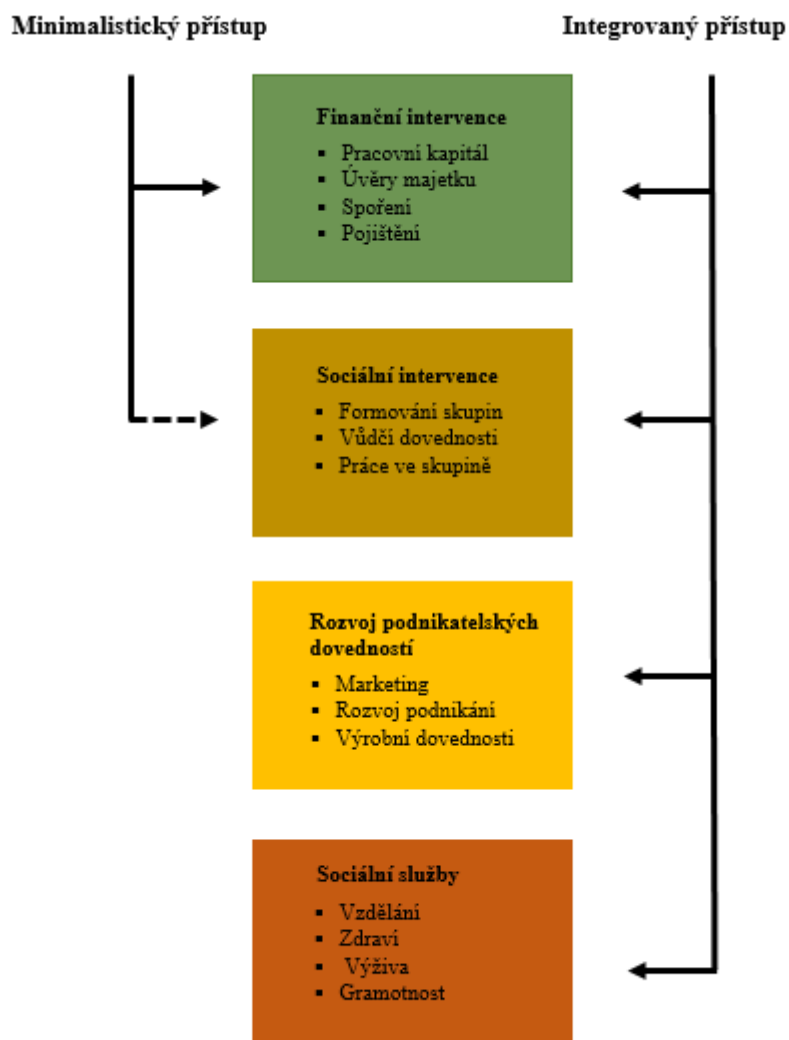 Minimalistický přístup
Integrovaný přístup
Finanční intervence
▪ Pracovní kapitál
▪ Úvěry majetku
▪ Spoření
▪ Pojištění
Sociální intervence
▪ Formování skupin
▪ Vůdčí dovednosti
▪ Práce ve skupině
Rozvoj podnikatelských
dovedností
▪ Marketing
▪ Rozvoj podnikání
▪ Výrobní dovednosti
Sociální služby
▪ Vzdělání
▪ Zdraví
▪ Výživa
▪ Gramotnost